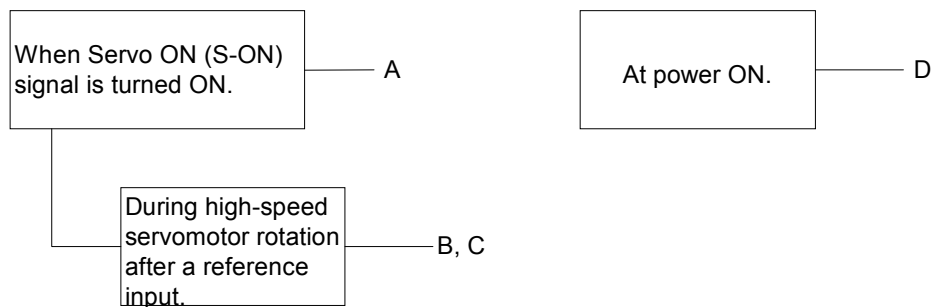 When Servo ON (S-ON)
signal is turned ON.
A
At power ON.
D
During high-speed
servomotor rotation
after a reference
input.
B, C